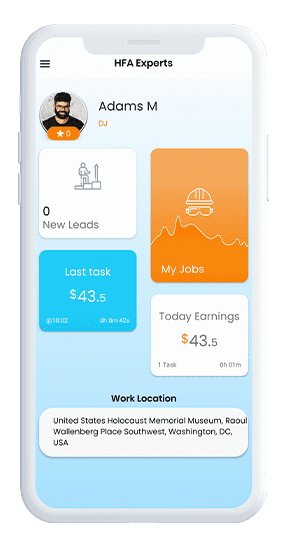 HFA Experts
Adams M
DJ
★ 0
0
New Leads
My Jobs
Last task
$43.5
@18:02
0h 0m 42s
Today Earnings
$43.5
1 Task
0h 01m
Work Location
United States Holocaust Memorial Museum, Raoul
Wallenberg Place Southwest, Washington, DC,
USA